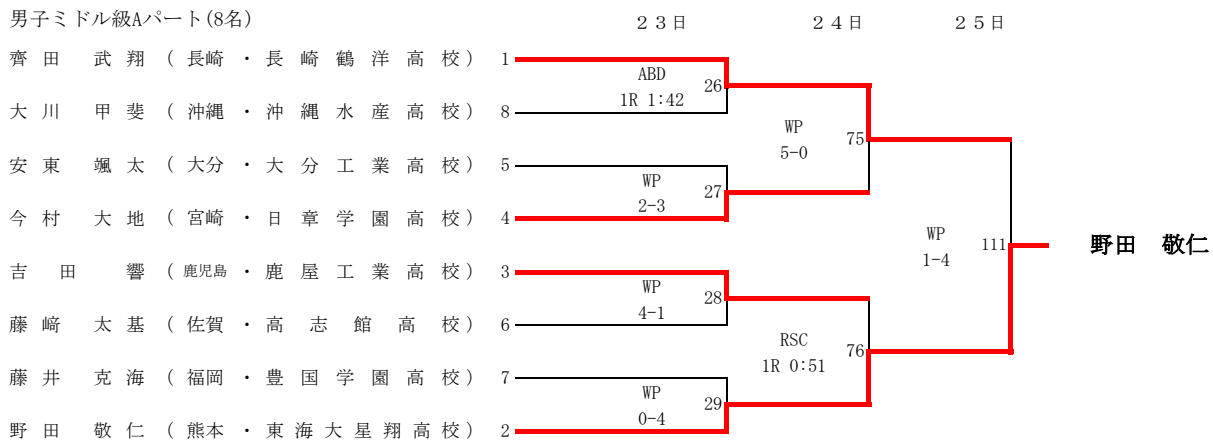 男子ミドル級Aパート(8名) 23日 24日 25日
齊田 武翔 (長崎・長崎鶴洋高校) 1
ABD
26
1R 1:42
大川 甲斐 (沖縄・沖縄水産高校) 8
WP
75
5-0
安東 颯太 (大分・大分工業高校) 5
WP
27
2-3
今村 大地 (宮崎・日章学園高校) 4
WP
111
1-4
野田 敬仁
吉田 響 (鹿児島・鹿屋工業高校) 3
WP
28
4-1
藤﨑 太基 (佐賀・高志館高校) 6
RSC
76
1R 0:51
藤井 克海 (福岡・豊国学園高校) 7
WP
29
0-4
野田 敬仁 (熊本・東海大星翔高校) 2